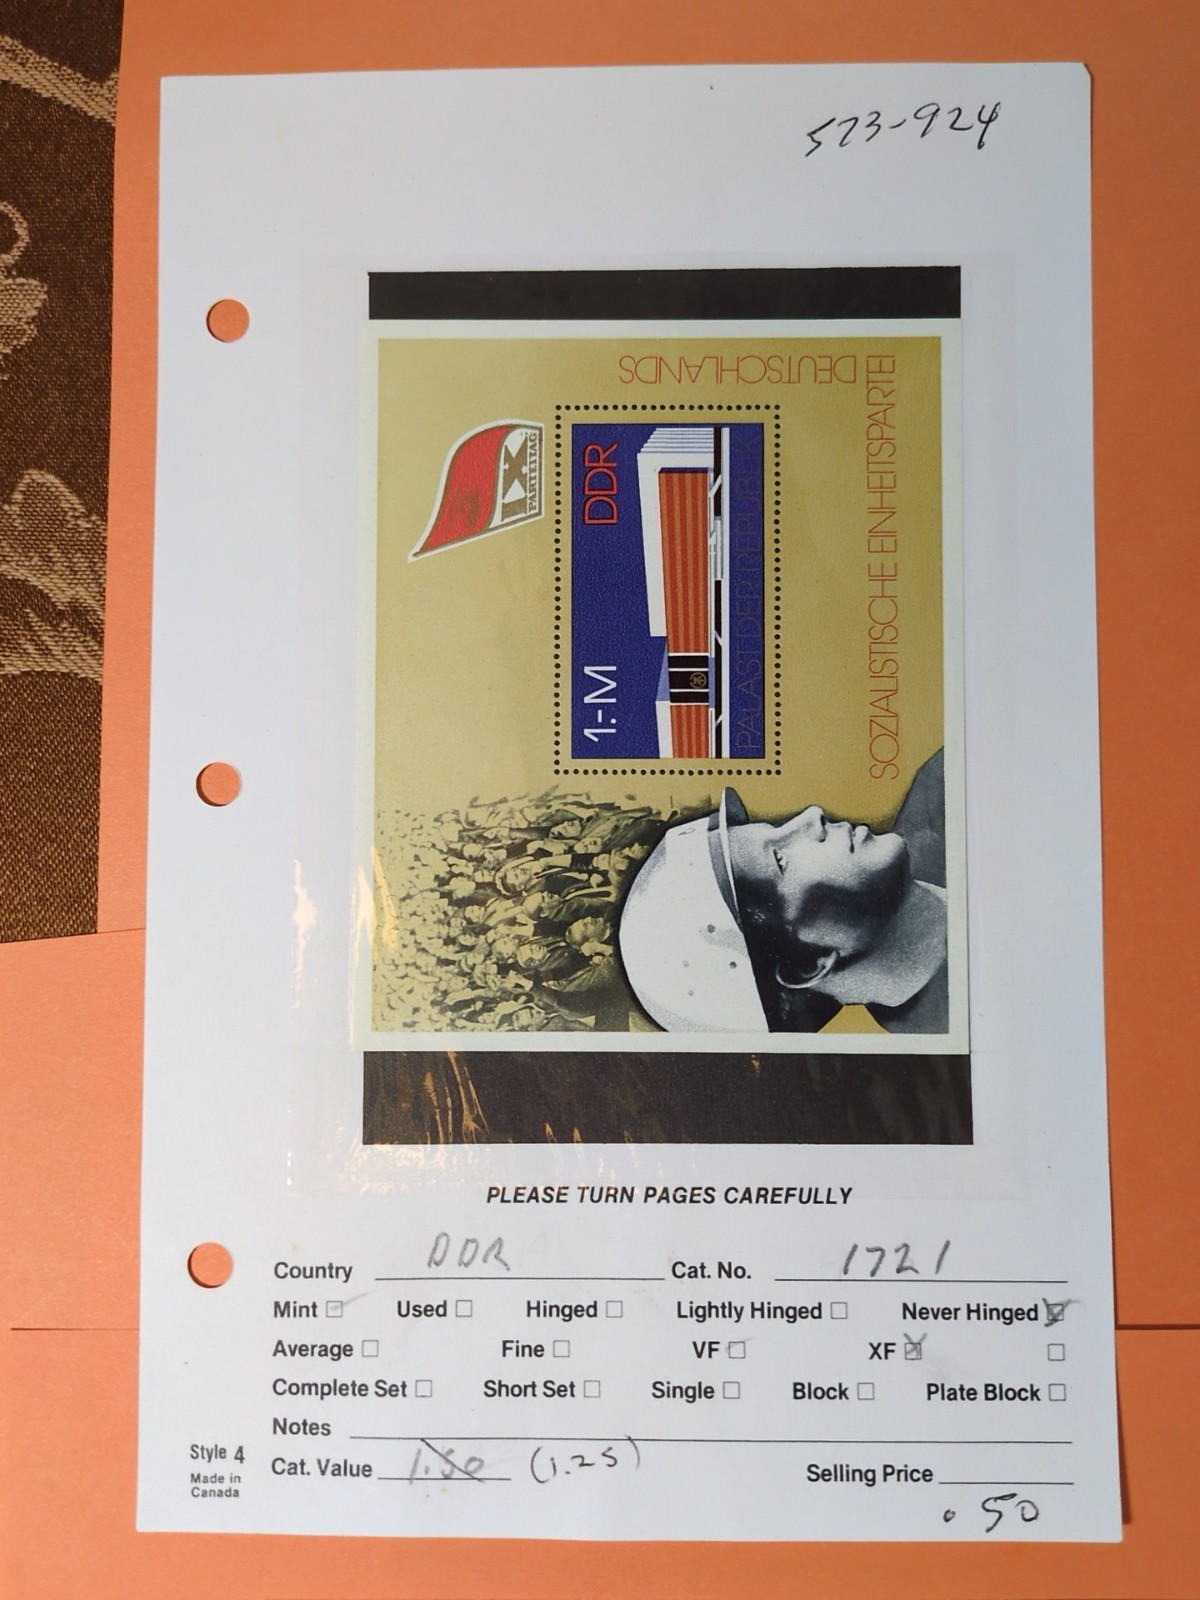 573-924
SOZIALISTISCHE EINHEITSPARTEI
DEUTSCHLANDS
IX
PARTEITAG
DDR
1.-M
PALAST DER REPUBLIK
PLEASE TURN PAGES CAREFULLY
Country DDR Cat. No. 1721
Mint Used Hinged Lightly Hinged Never Hinged
Average Fine VF XF
Complete Set Short Set Single Block Plate Block
Notes
Style 4
Made in
Canada
Cat. Value 1.50 (1.25)
Selling Price
.50